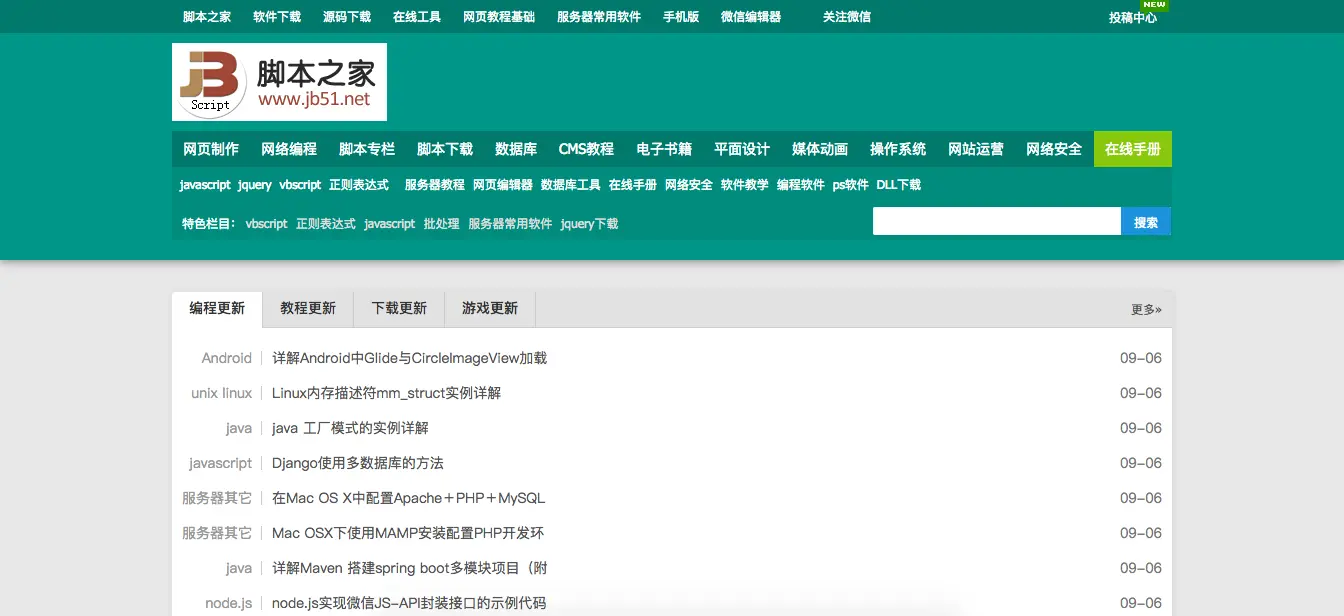 脚本之家 软件下载 源码下载 在线工具 网页教程基础 服务器常用软件 手机版 微信编辑器 关注微信 投稿中心 NEW
JB Script 脚本之家
www.jb51.net
网页制作 网络编程 脚本专栏 脚本下载 数据库 CMS教程 电子书籍 平面设计 媒体动画 操作系统 网站运营 网络安全 在线手册
javascript jquery vbscript 正则表达式 服务器教程 网页编辑器 数据库工具 在线手册 网络安全 软件教学 编程软件 ps软件 DLL下载
特色栏目： vbscript 正则表达式 javascript 批处理 服务器常用软件 jquery下载 搜索
编程更新 教程更新 下载更新 游戏更新 更多»
Android 详解Android中Glide与CircleImageView加载 09-06
unix linux Linux内存描述符mm_struct实例详解 09-06
java java 工厂模式的实例详解 09-06
javascript Django使用多数据库的方法 09-06
服务器其它 在Mac OS X中配置Apache＋PHP＋MySQL 09-06
服务器其它 Mac OSX下使用MAMP安装配置PHP开发环 09-06
java 详解Maven 搭建spring boot多模块项目（附 09-06
node.js node.js实现微信JS-API封装接口的示例代码 09-06